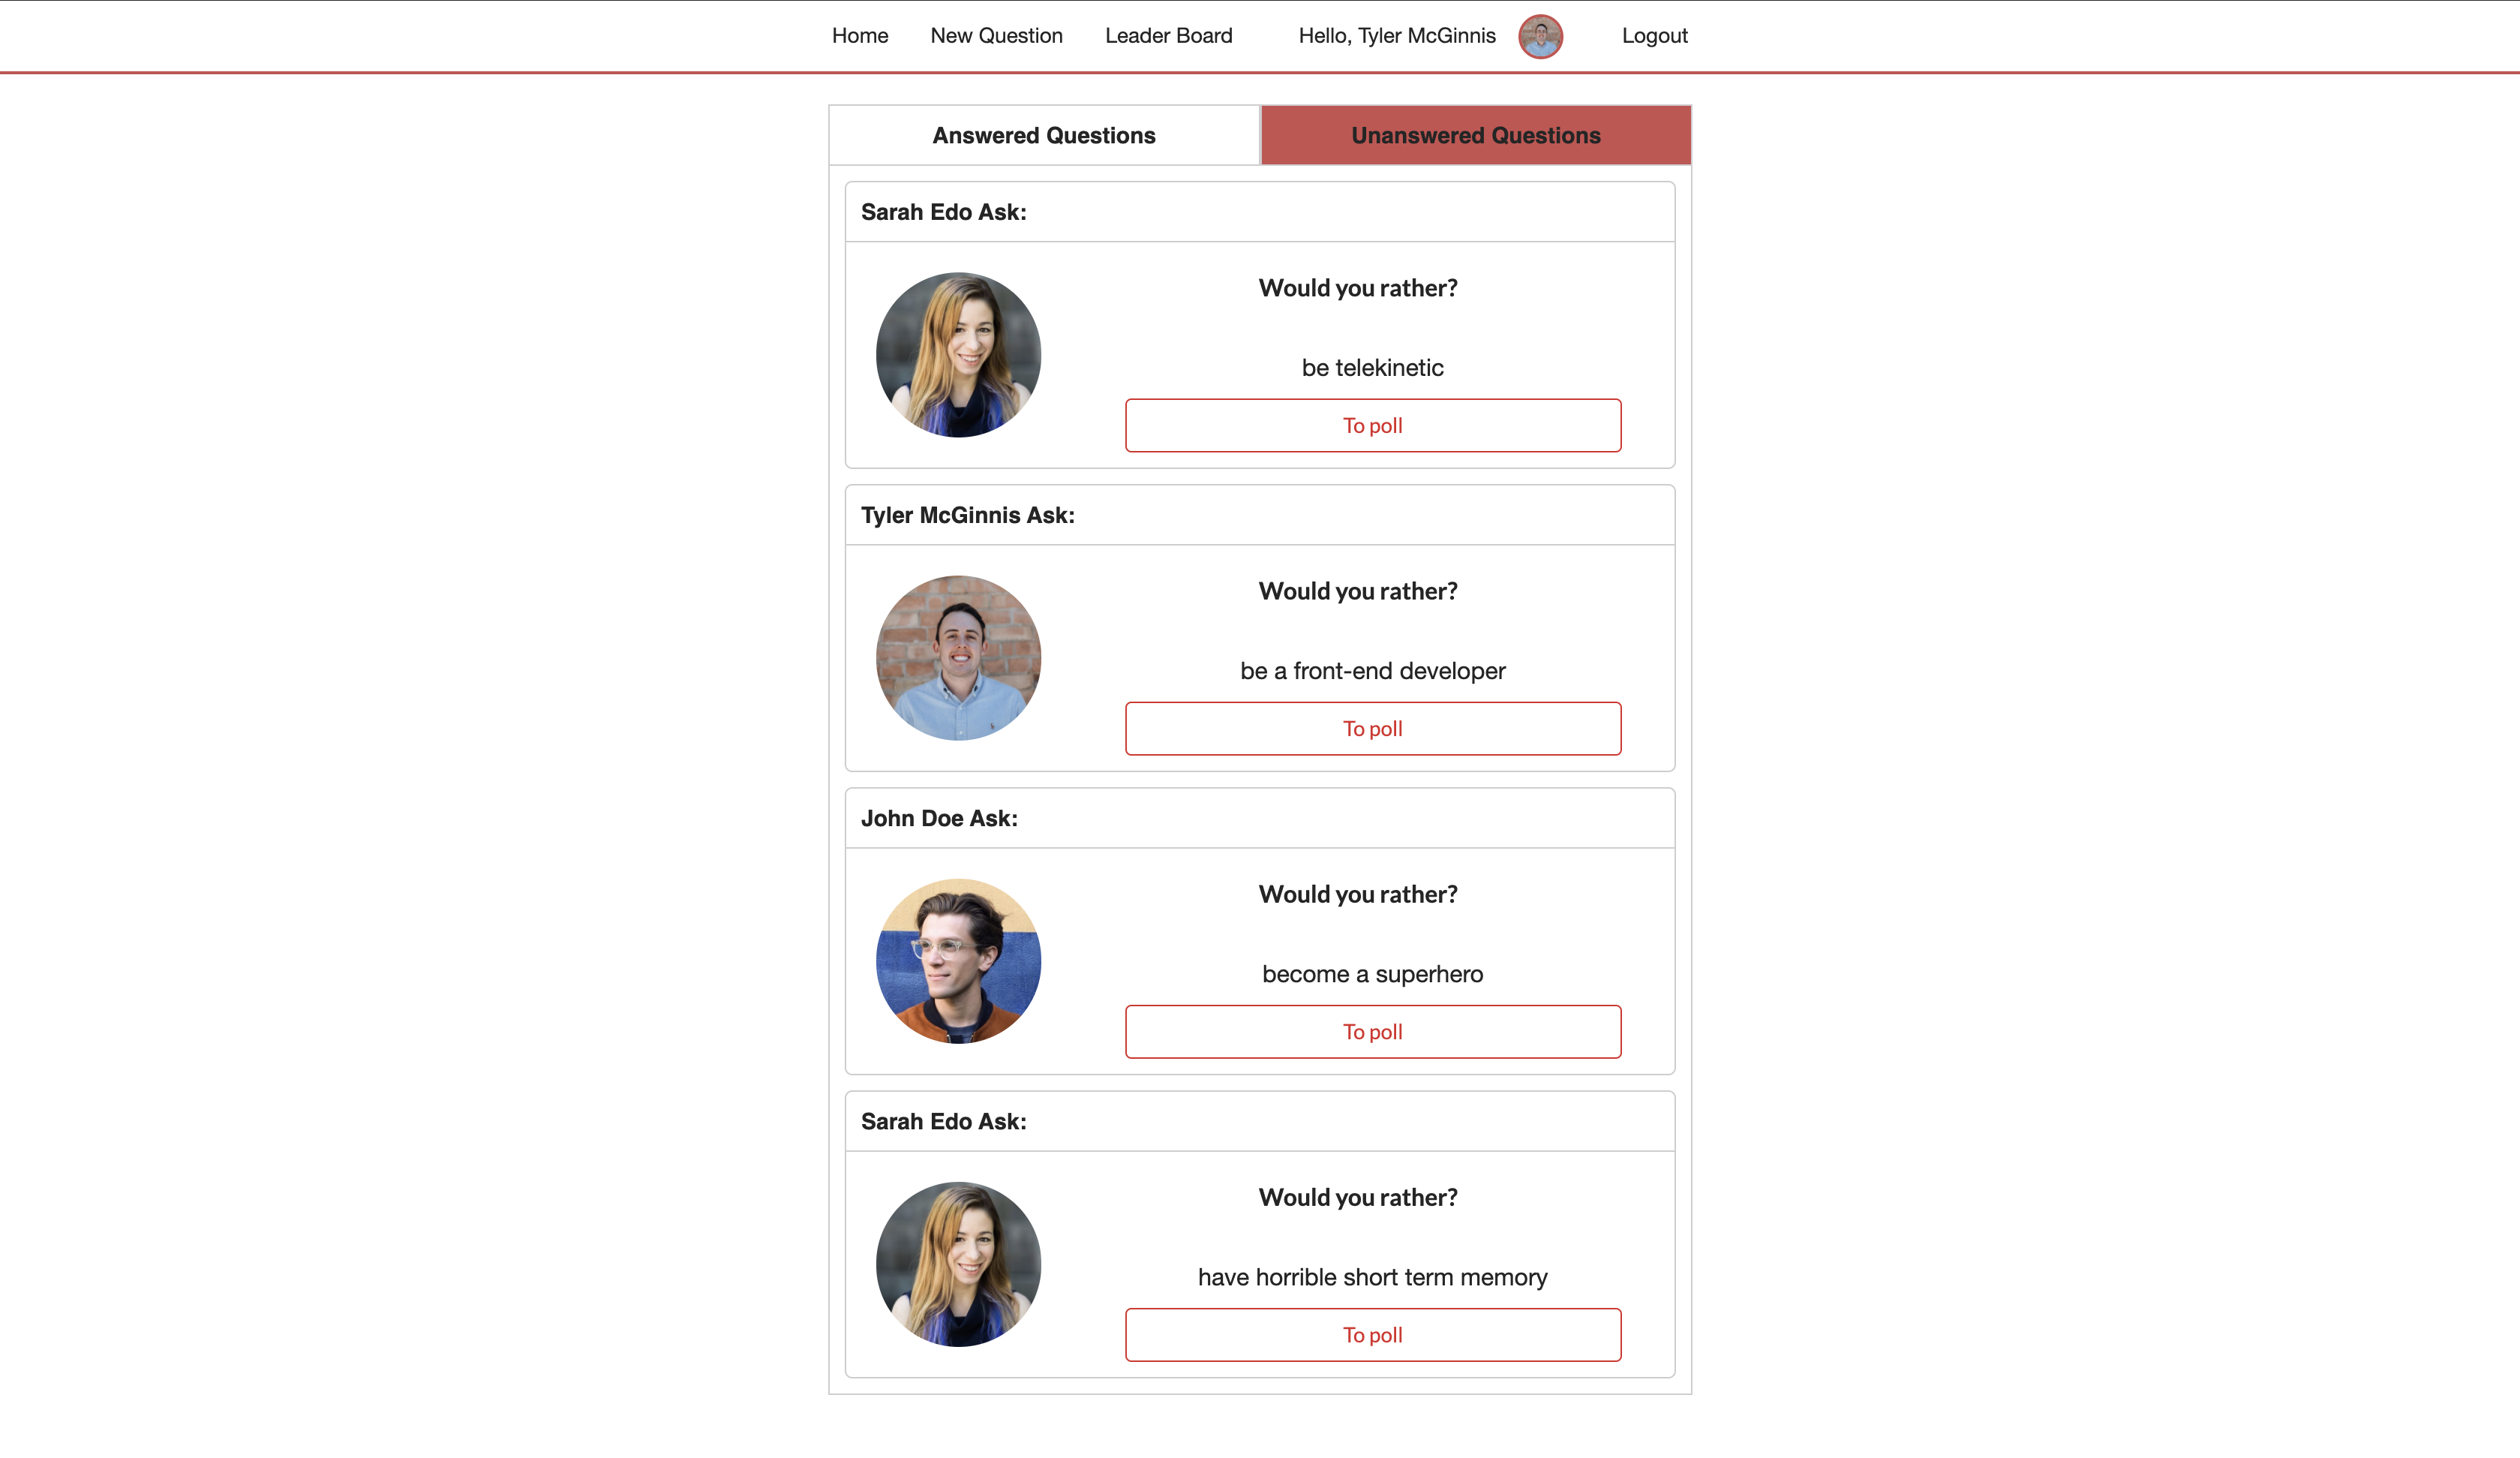 Home New Question Leader Board Hello, Tyler McGinnis Logout
Answered Questions Unanswered Questions
Sarah Edo Ask:
Would you rather?
be telekinetic
To poll
Tyler McGinnis Ask:
Would you rather?
be a front-end developer
To poll
John Doe Ask:
Would you rather?
become a superhero
To poll
Sarah Edo Ask:
Would you rather?
have horrible short term memory
To poll